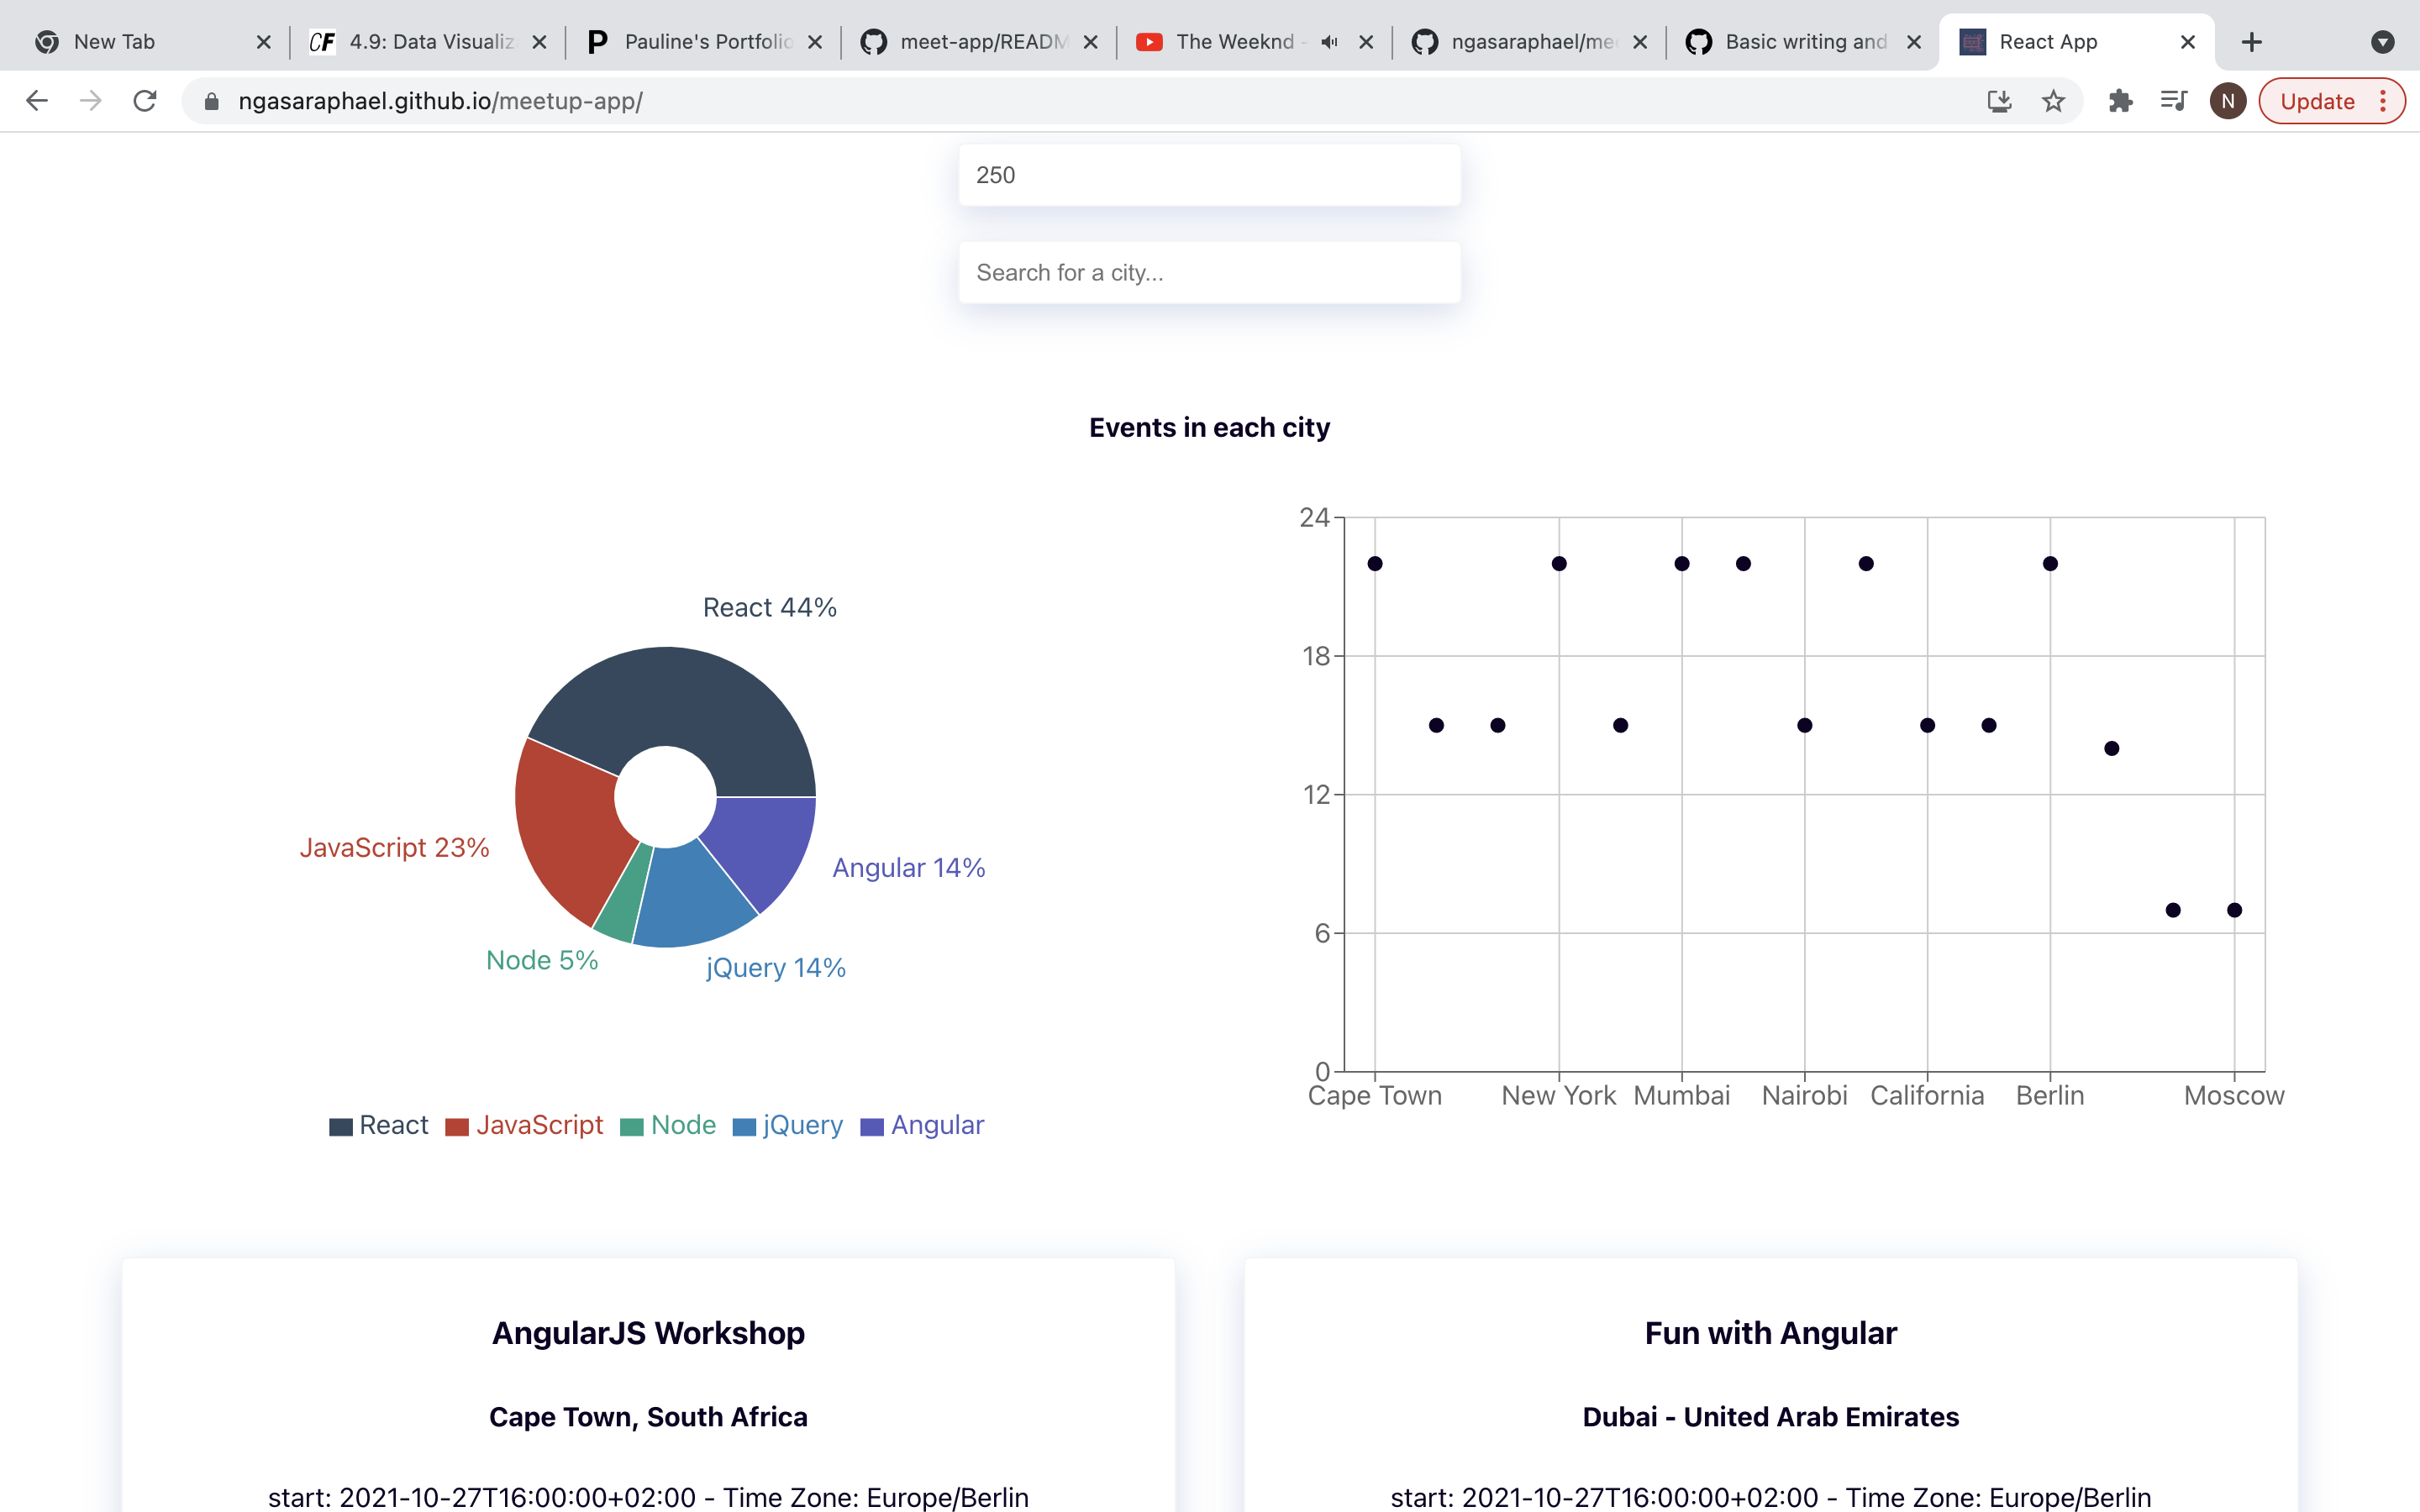 New Tab
4.9: Data Visualiz
Pauline's Portfolio
meet-app/READM
The Weeknd -
ngasaraphael/mee
Basic writing and
React App
ngasaraphael.github.io/meetup-app/
N
Update
250
Search for a city...
Events in each city
React 44%
JavaScript 23%
Angular 14%
Node 5%
jQuery 14%
React JavaScript Node jQuery Angular
24
18
12
6
0
Cape Town New York Mumbai Nairobi California Berlin Moscow
AngularJS Workshop
Cape Town, South Africa
start: 2021-10-27T16:00:00+02:00 - Time Zone: Europe/Berlin
Fun with Angular
Dubai - United Arab Emirates
start: 2021-10-27T16:00:00+02:00 - Time Zone: Europe/Berlin